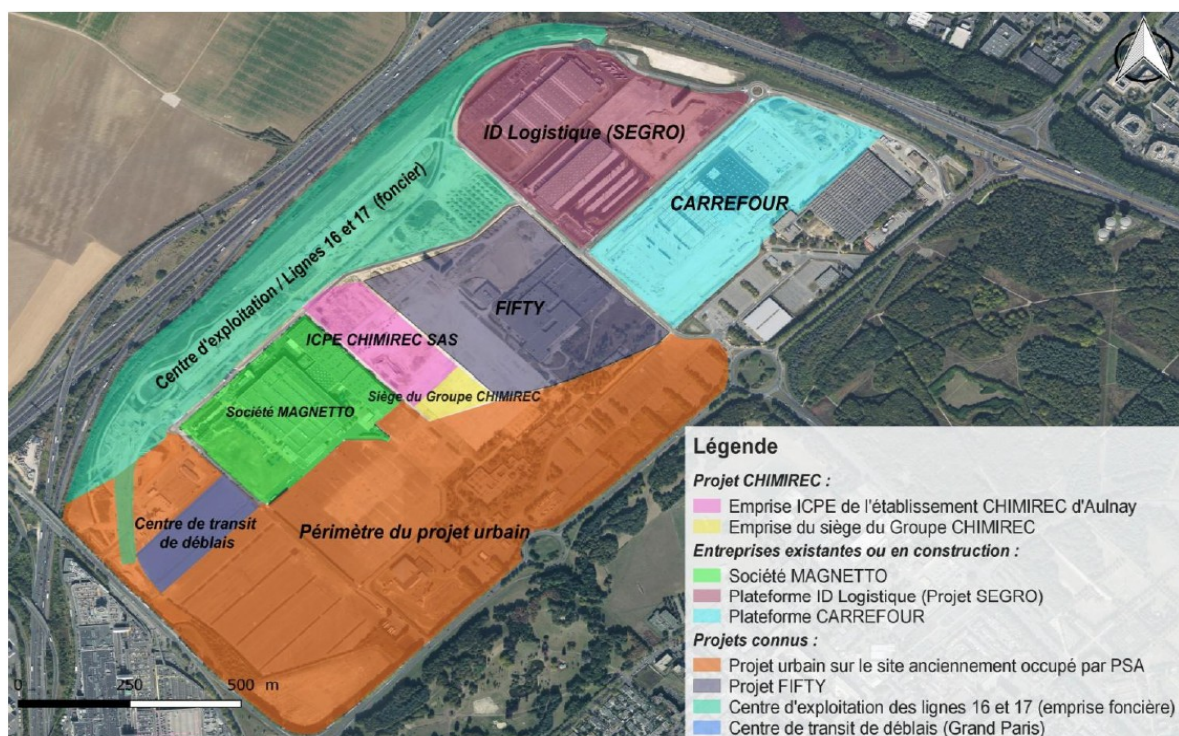 ID Logistique (SEGRO)
CARREFOUR
Centre d'exploitation / Lignes 16 et 17 (foncier)
FIFTY
ICPE CHIMIREC SAS
Siège du Groupe CHIMIREC
Société MAGNETTO
Centre de transit
de déblais
Périmètre du projet urbain
0 250 500 m
Légende
Projet CHIMIREC :
Emprise ICPE de l'établissement CHIMIREC d'Aulnay
Emprise du siège du Groupe CHIMIREC
Entreprises existantes ou en construction :
Société MAGNETTO
Plateforme ID Logistique (Projet SEGRO)
Plateforme CARREFOUR
Projets connus :
Projet urbain sur le site anciennement occupé par PSA
Projet FIFTY
Centre d'exploitation des lignes 16 et 17 (emprise foncière)
Centre de transit de déblais (Grand Paris)